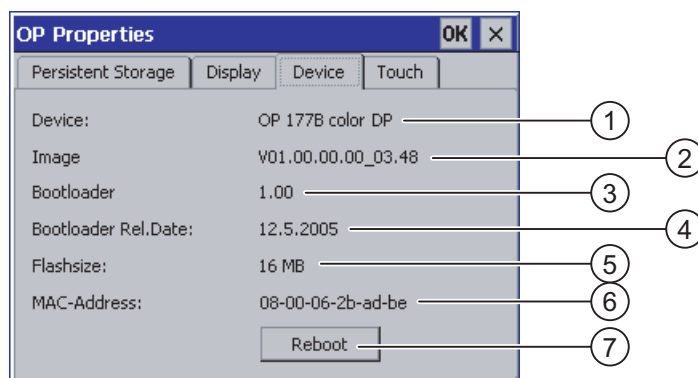 OP Properties OK ×
Persistent Storage Display Device Touch
Device: OP 177B color DP 1
Image V01.00.00.00_03.48 2
Bootloader 1.00 3
Bootloader Rel.Date: 12.5.2005 4
Flashsize: 16 MB 5
MAC-Address: 08-00-06-2b-ad-be 6
Reboot 7